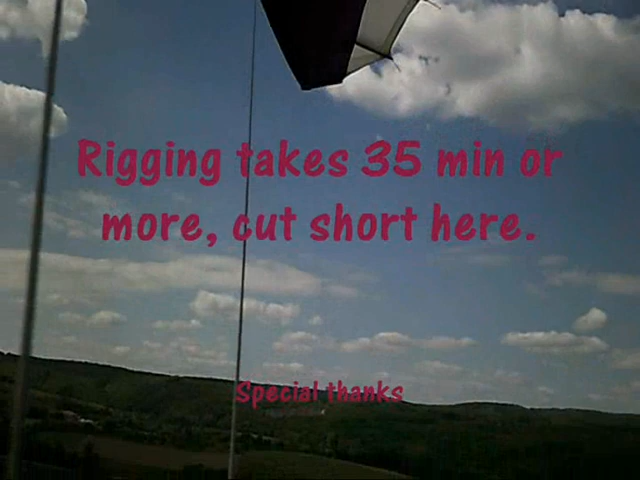 Rigging takes 35 min or
more, cut short here.
Special thanks